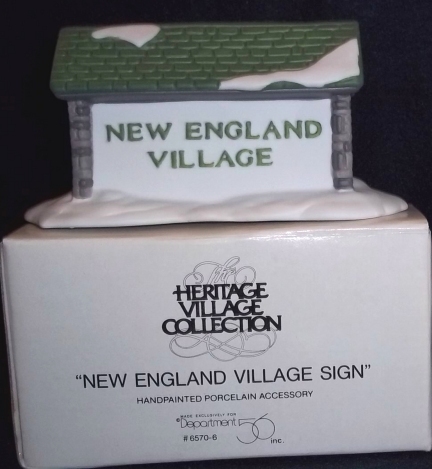 NEW ENGLAND
VILLAGE
The
HERITAGE
VILLAGE
COLLECTION
"NEW ENGLAND VILLAGE SIGN"
HANDPAINTED PORCELAIN ACCESSORY
MADE EXCLUSIVELY FOR
©Department 56 inc.
#6570-6